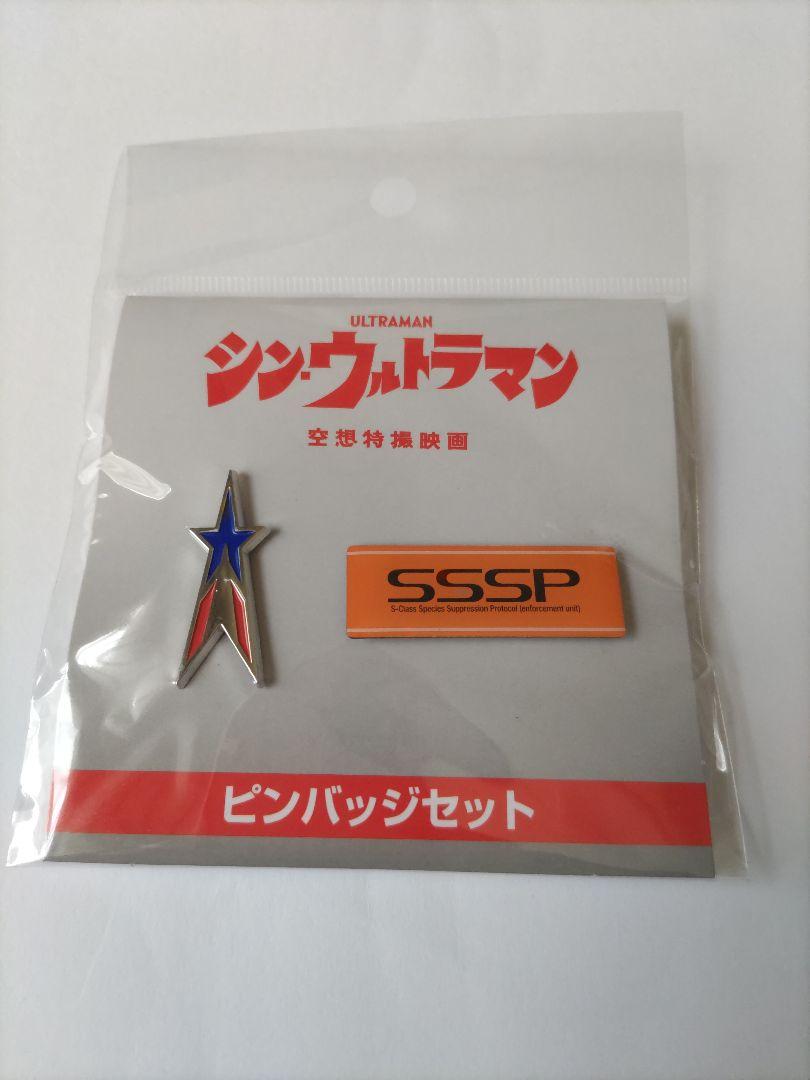 ULTRAMAN
シン・ウルトラマン
空想特撮映画
SSSP
S-Class Species Suppression Protocol (enforcement unit)
ピンバッジセット